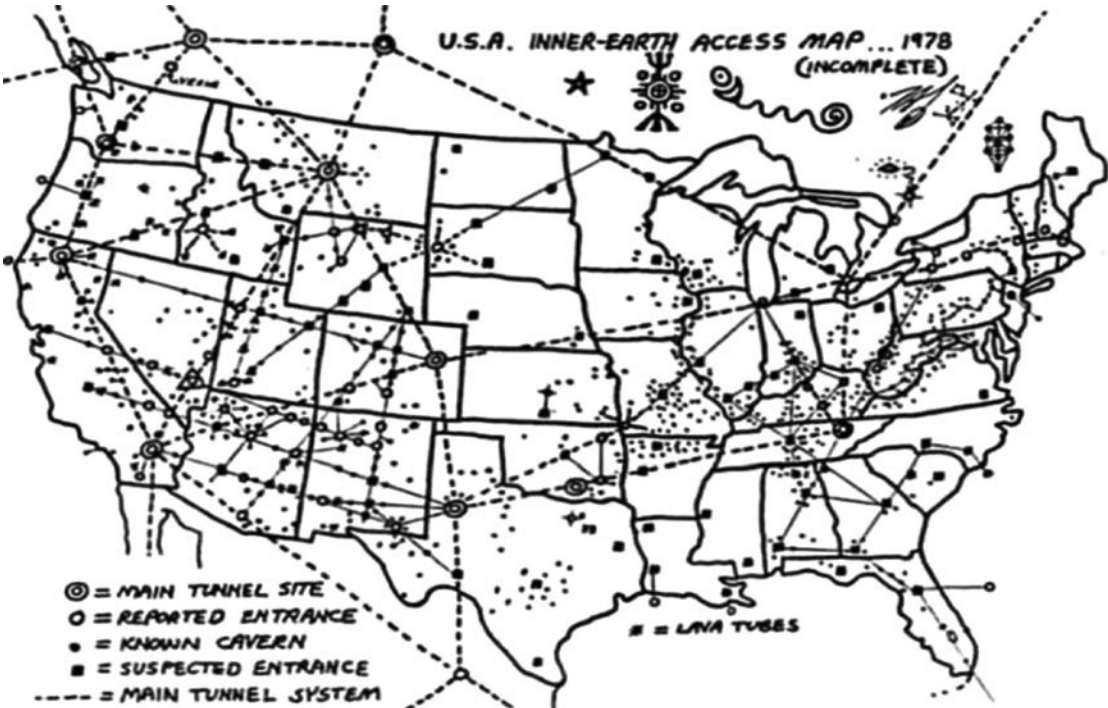 U.S.A. INNER-EARTH ACCESS MAP... 1978
(INCOMPLETE)
= MAIN TUNNEL SITE
= REPORTED ENTRANCE
= KNOWN CAVERN
= SUSPECTED ENTRANCE
= MAIN TUNNEL SYSTEM
= LAVA TUBES